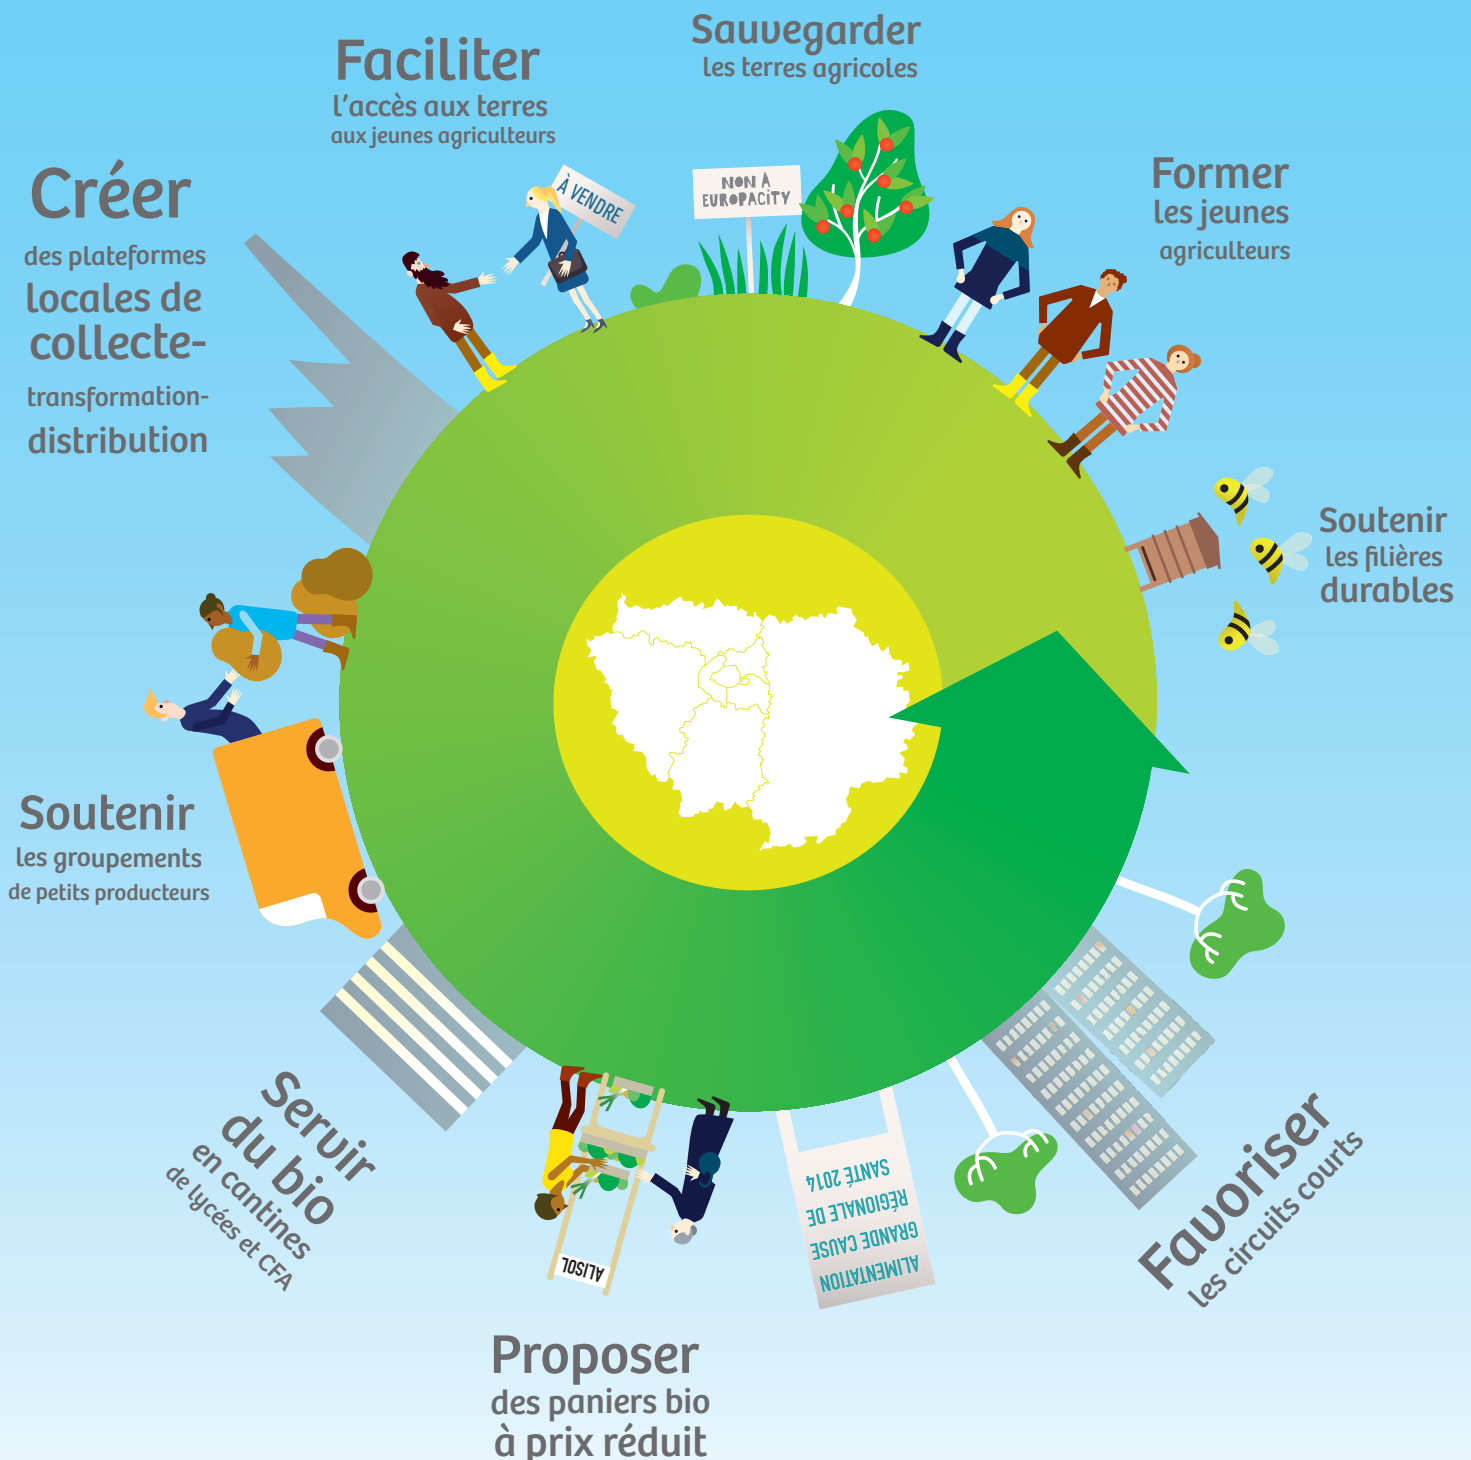 Sauvegarder
les terres agricoles
Faciliter
l'accès aux terres
aux jeunes agriculteurs
Créer
des plateformes
locales de
collecte-
transformation-
distribution
À VENDRE
NON À
EUROPACITY
Former
les jeunes
agriculteurs
Soutenir
les filières
durables
Soutenir
les groupements
de petits producteurs
Servir
du bio
en cantines
de lycées et CFA
ALISOL
ALIMENTATION
GRANDE CAUSE
RÉGIONALE DE
SANTÉ 2014
Favoriser
les circuits courts
Proposer
des paniers bio
à prix réduit